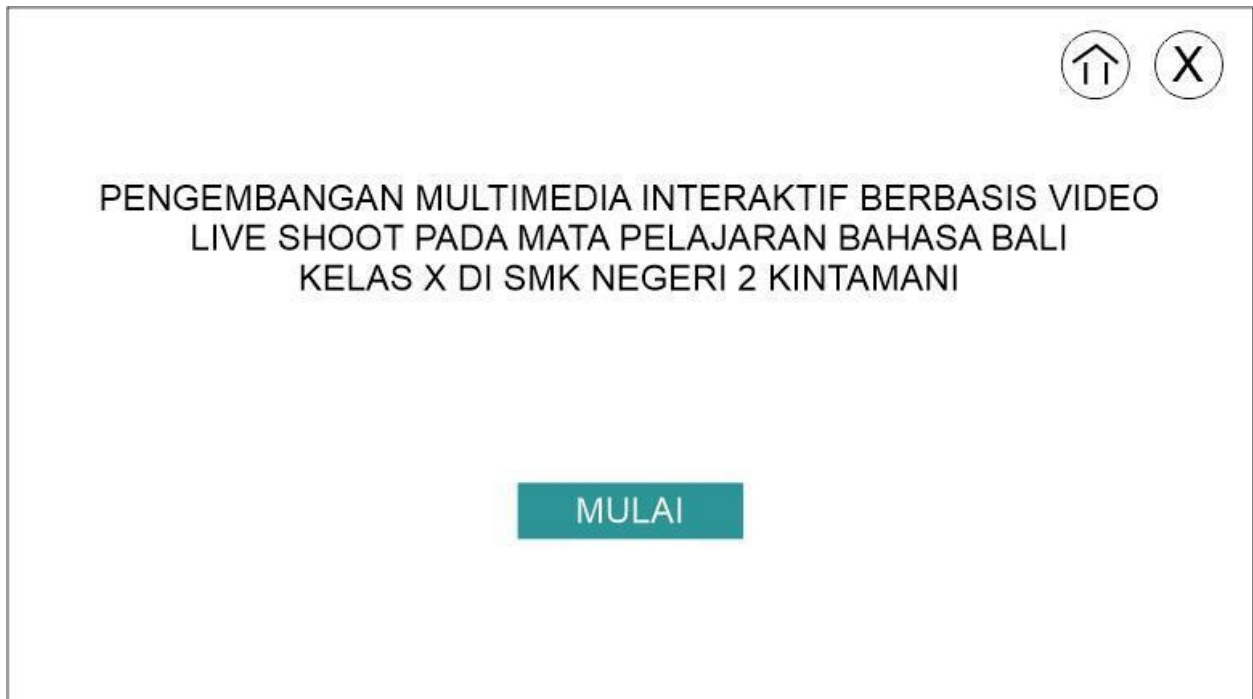 X
PENGEMBANGAN MULTIMEDIA INTERAKTIF BERBASIS VIDEO
LIVE SHOOT PADA MATA PELAJARAN BAHASA BALI
KELAS X DI SMK NEGERI 2 KINTAMANI
MULAI